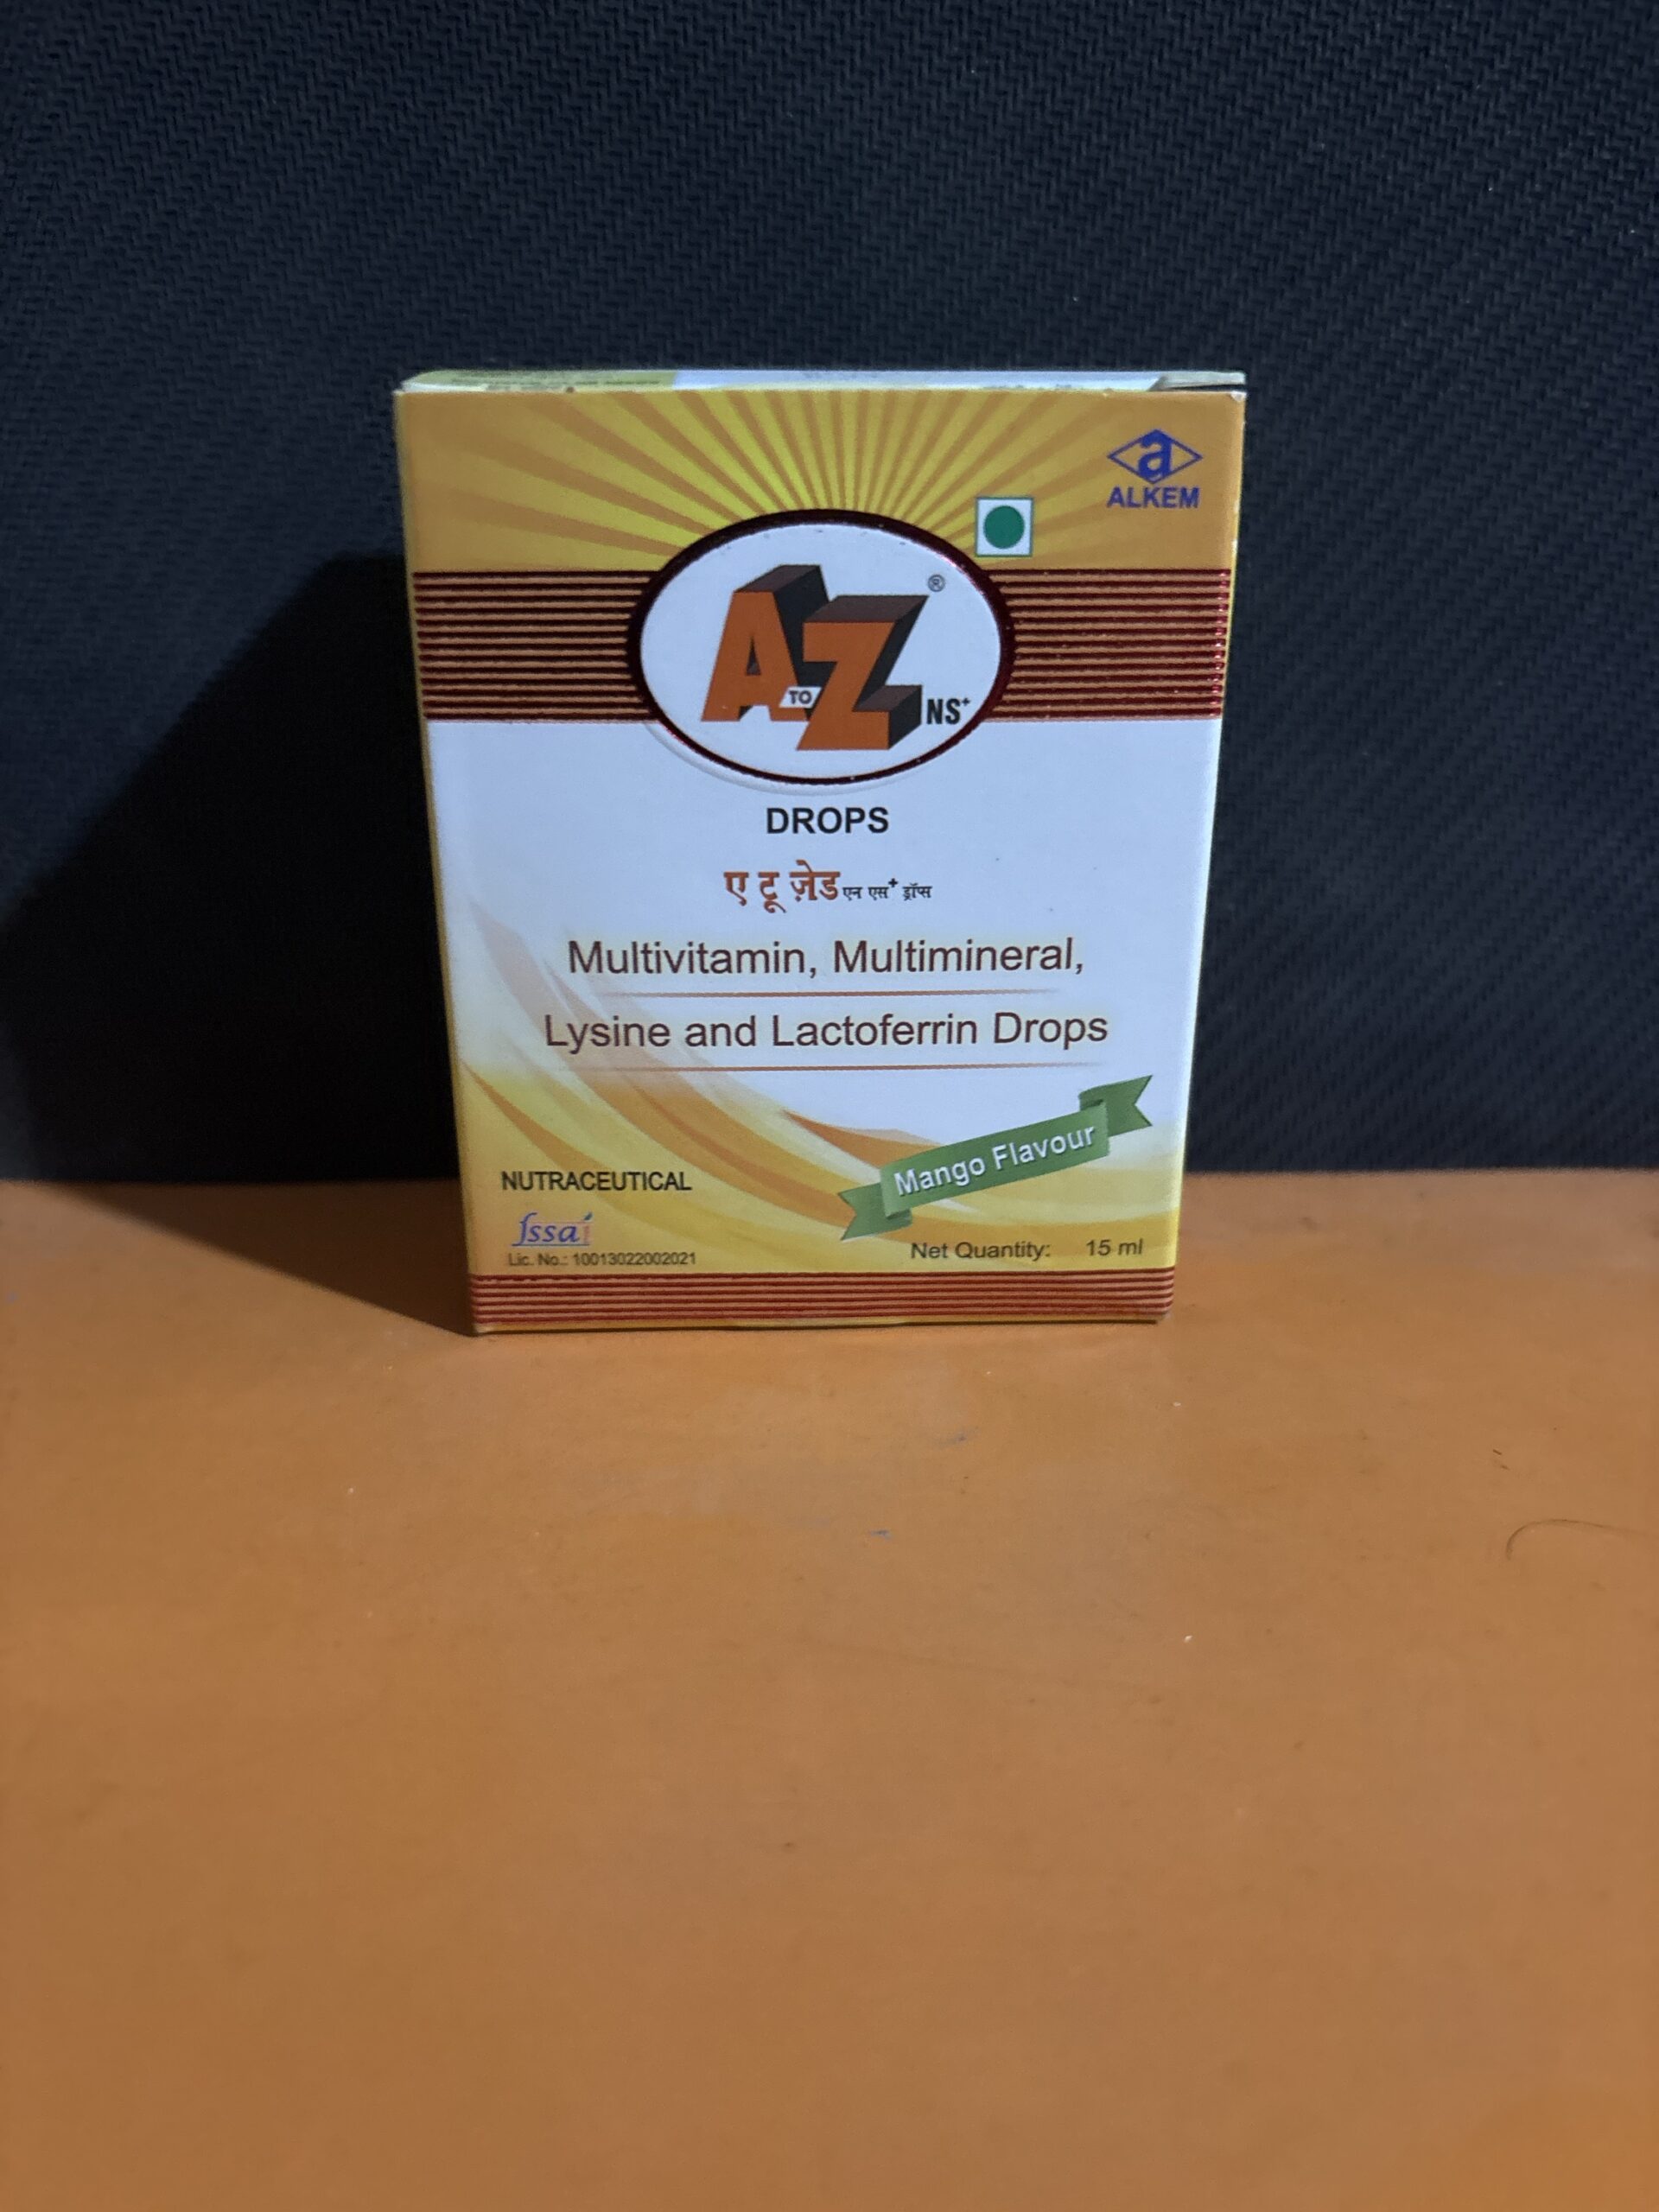 a
ALKEM
A TO Z NS+ ®
DROPS
ए टू ज़ेड एन एस+ ड्रॉप्स
Multivitamin, Multimineral,
Lysine and Lactoferrin Drops
Mango Flavour
NUTRACEUTICAL
fssai
Lic. No.: 10013022002021
Net Quantity: 15 ml